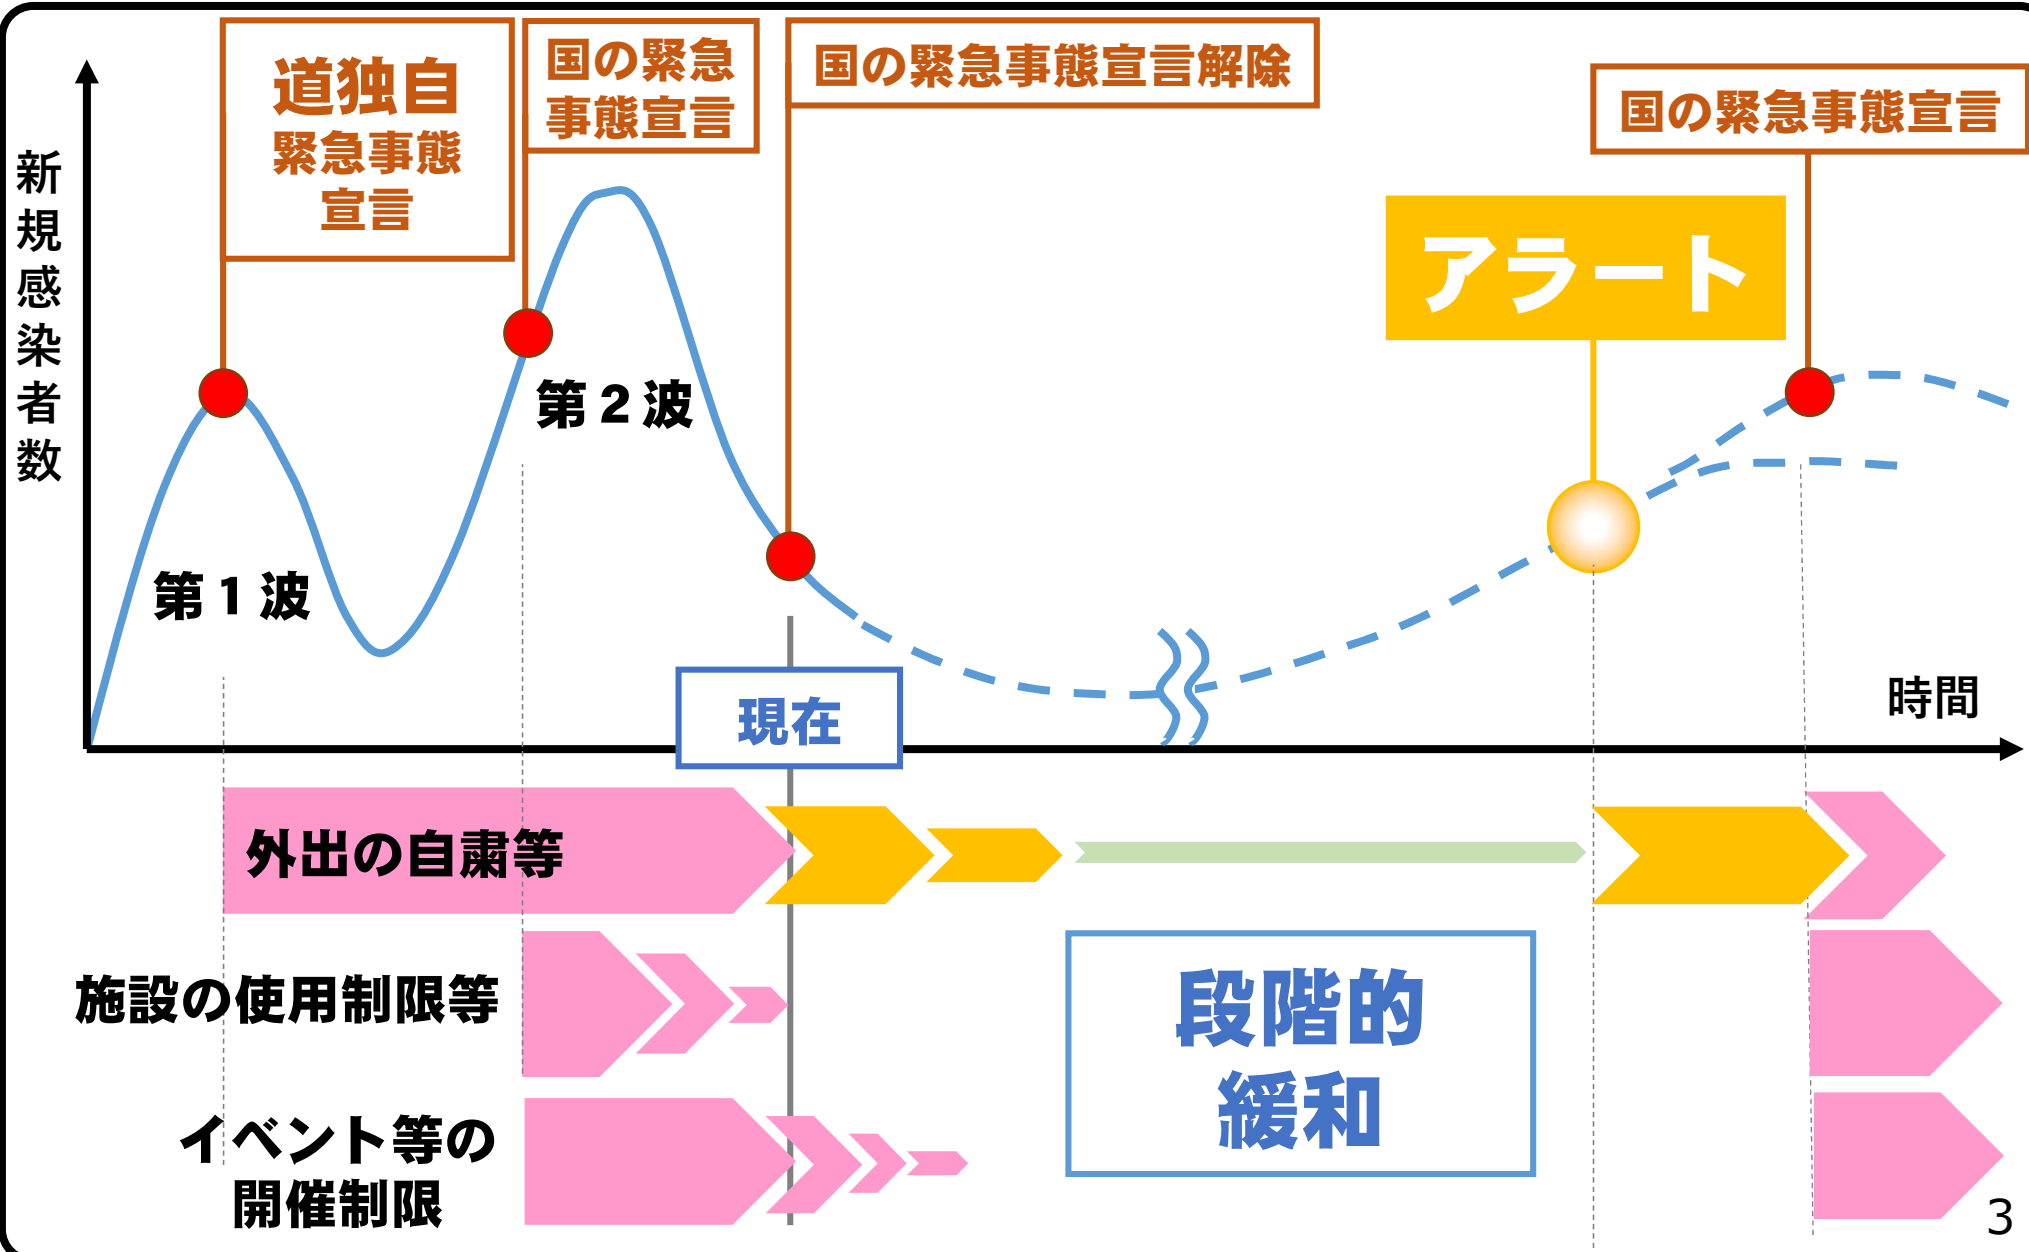 道独自
緊急事態
宣言
国の緊急
事態宣言
国の緊急事態宣言解除
国の緊急事態宣言
アラート
新規感染者数
第2波
第1波
現在
時間
外出の自粛等
施設の使用制限等
イベント等の
開催制限
段階的
緩和
3